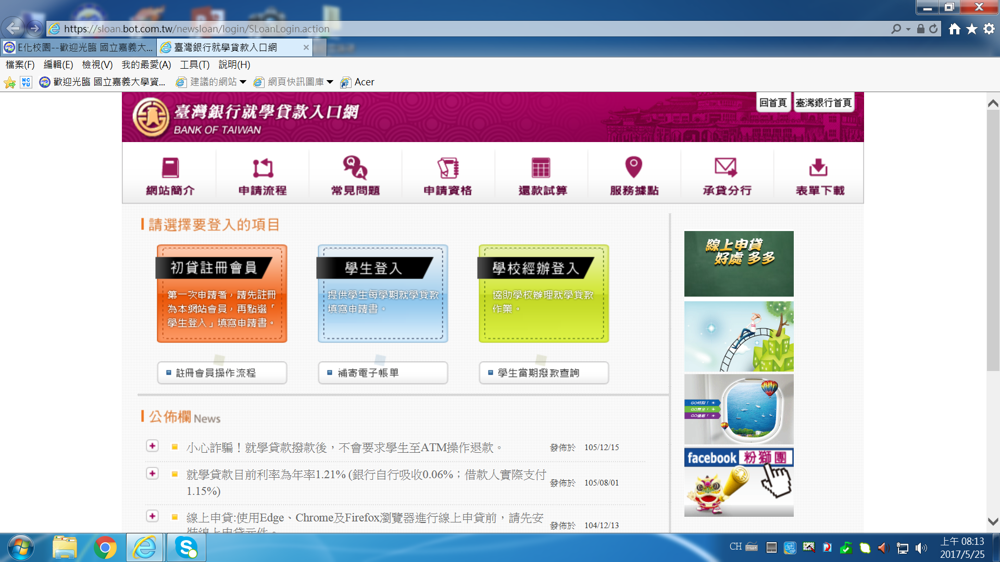 https://sloan.bot.com.tw/newsloan/login/SLoanLogin.action
E化校園--歡迎光臨 國立嘉義大...
臺灣銀行就學貸款入口網
檔案(F) 編輯(E) 檢視(V) 我的最愛(A) 工具(T) 說明(H)
NC YU 歡迎光臨 國立嘉義大學資... 建議的網站 網頁快訊圖庫 Acer
回首頁 臺灣銀行首頁
臺灣銀行就學貸款入口網
BANK OF TAIWAN
網站簡介 申請流程 常見問題 申請資格 還款試算 服務據點 承貸分行 表單下載
請選擇要登入的項目
初貸註冊會員
第一次申請者，請先註冊
為本網站會員，再點選「
學生登入」填寫申請書。
學生登入
提供學生每學期就學貸款
填寫申請書。
學校經辦登入
協助學校辦理就學貸款
作業。
註冊會員操作流程
補寄電子帳單
學生當期撥款查詢
線上申貸
好處多多
GO輕鬆！
GO安全！
GO優惠！
facebook 粉獅團
公佈欄 News
小心詐騙！就學貸款撥款後，不會要求學生至ATM操作退款。 發佈於 105/12/15
就學貸款目前利率為年率1.21% (銀行自行吸收0.06%；借款人實際支付
1.15%) 發佈於 105/08/01
線上申貸:使用Edge、Chrome及Firefox瀏覽器進行線上申貸前，請先安
裝線上申貸元件。 發佈於 104/12/13
CH
上午 08:13
2017/5/25